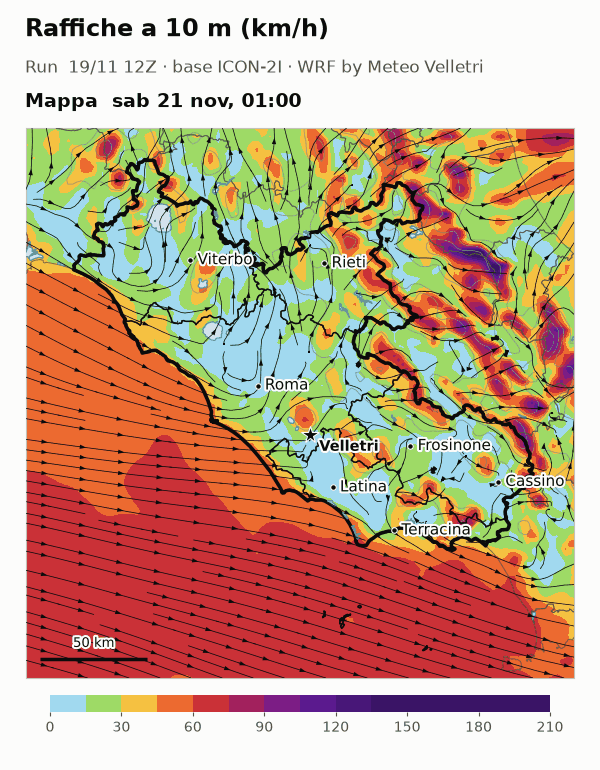 Raffiche a 10 m (km/h)
Run  19/11 12Z · base ICON-2I · WRF by Meteo Velletri
Mappa  sab 21 nov, 01:00
Viterbo
Rieti
Roma
Velletri
Frosinone
Cassino
Latina
Terracina
50 km
0 30 60 90 120 150 180 210